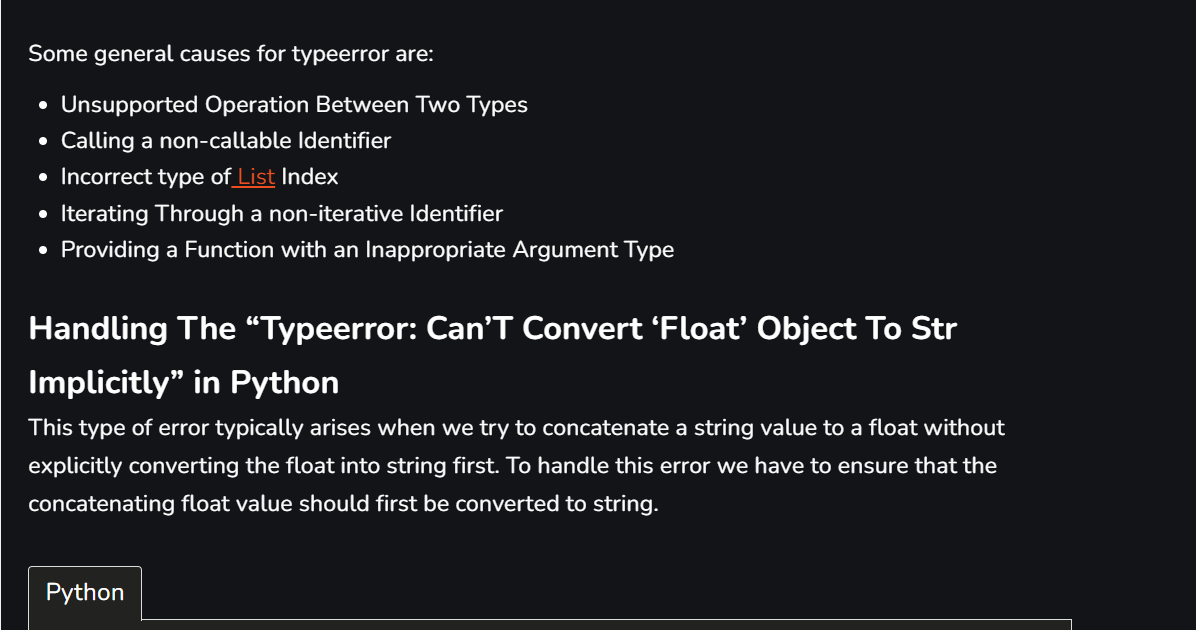 Some general causes for typeerror are:
• Unsupported Operation Between Two Types
• Calling a non-callable Identifier
• Incorrect type of List Index
• Iterating Through a non-iterative Identifier
• Providing a Function with an Inappropriate Argument Type
Handling The “Typeerror: Can’T Convert ‘Float’ Object To Str
Implicitly” in Python
This type of error typically arises when we try to concatenate a string value to a float without
explicitly converting the float into string first. To handle this error we have to ensure that the
concatenating float value should first be converted to string.
Python